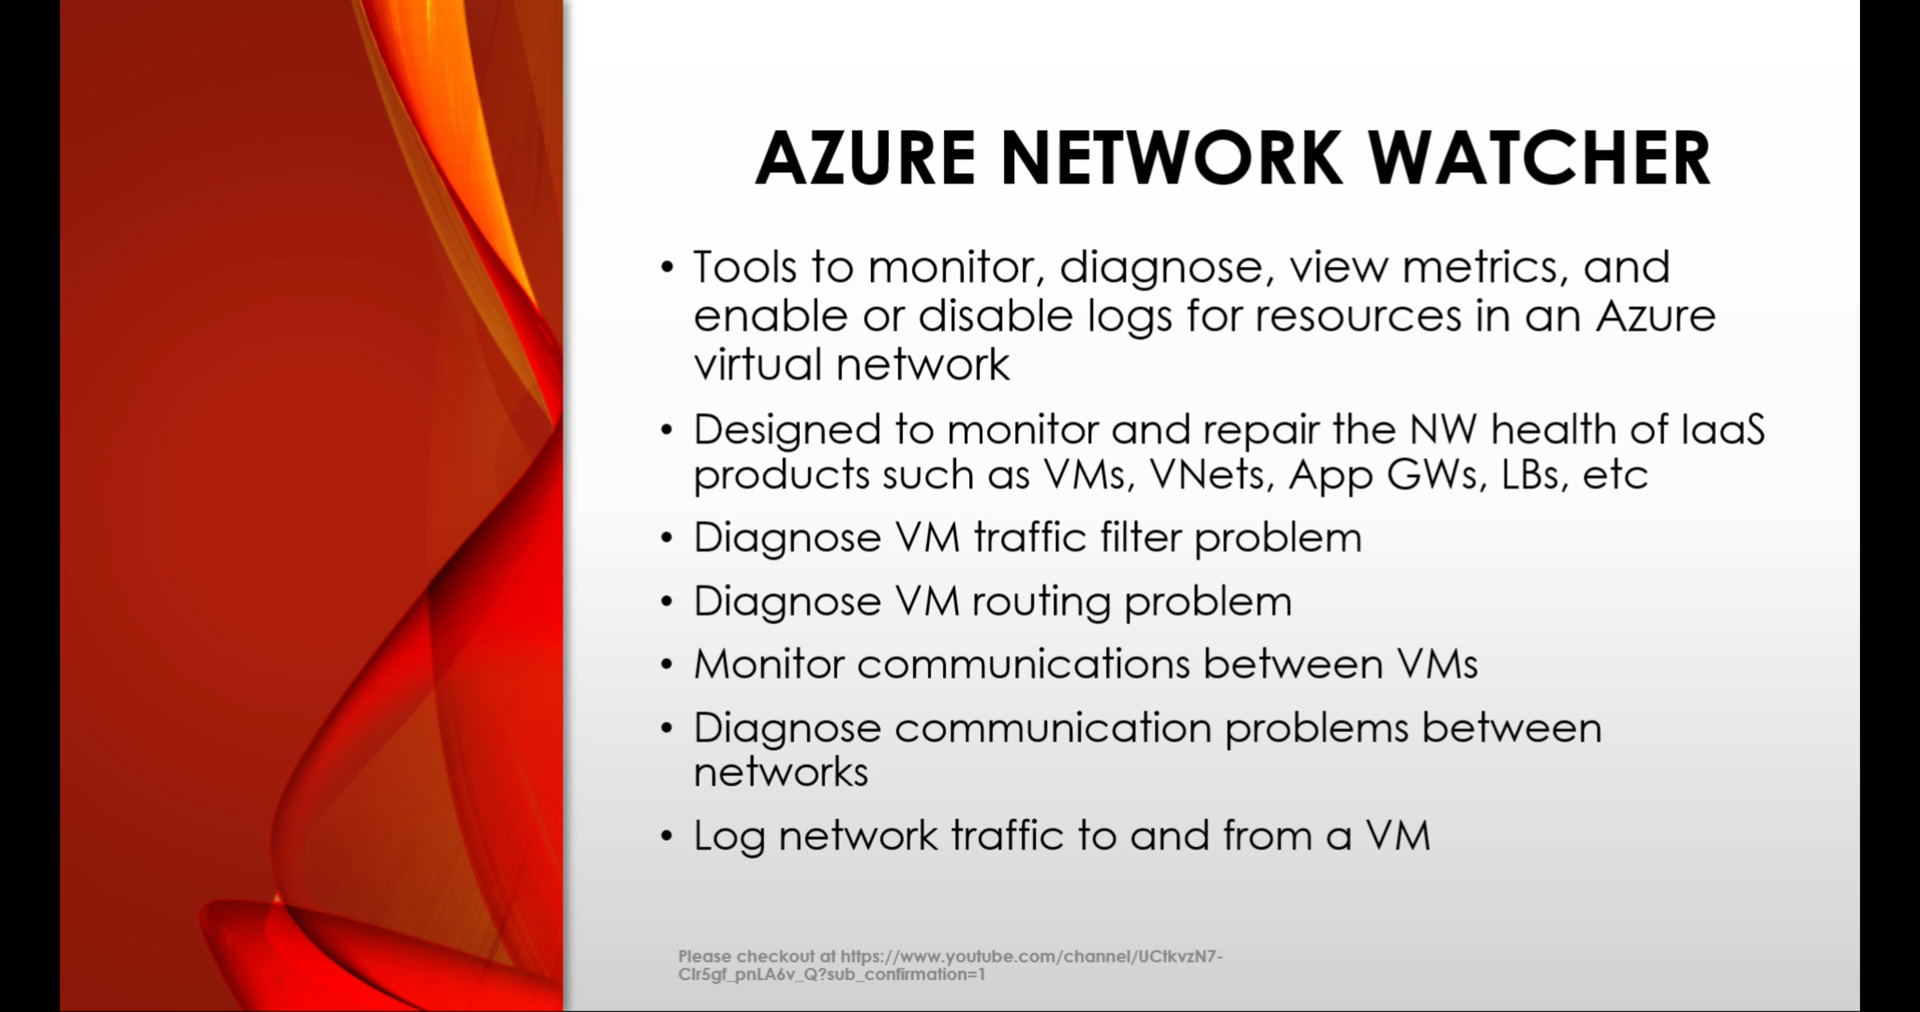 AZURE NETWORK WATCHER
• Tools to monitor, diagnose, view metrics, and
enable or disable logs for resources in an Azure
virtual network
• Designed to monitor and repair the NW health of IaaS
products such as VMs, VNets, App GWs, LBs, etc
• Diagnose VM traffic filter problem
• Diagnose VM routing problem
• Monitor communications between VMs
• Diagnose communication problems between
networks
• Log network traffic to and from a VM
Please checkout at https://www.youtube.com/channel/UCtkvzN7-
CIr5gf_pnLA6v_Q?sub_confirmation=1